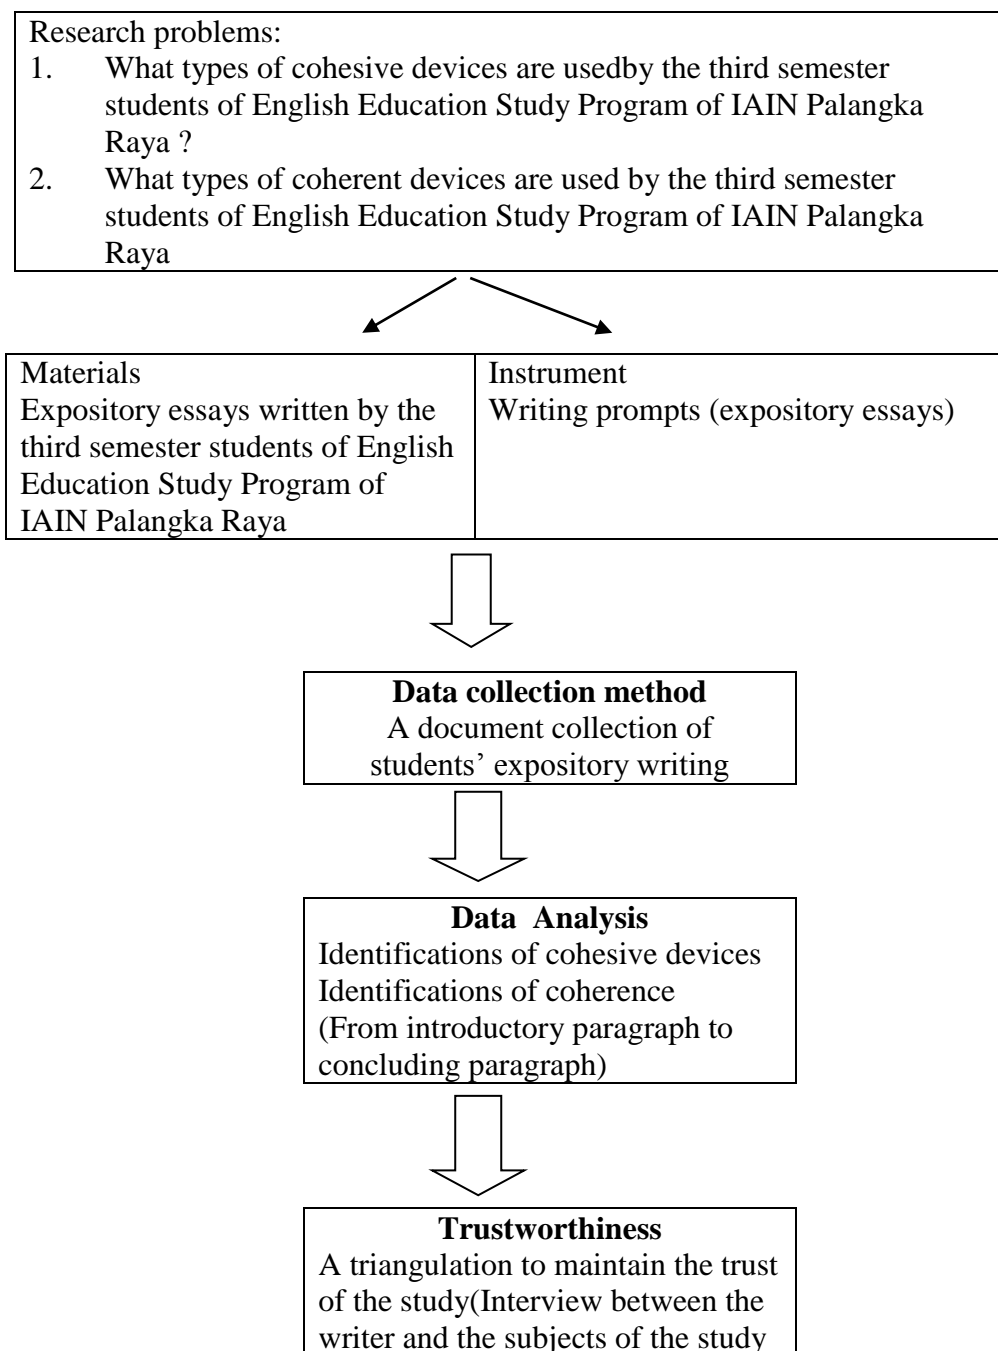 Research problems:
1. What types of cohesive devices are usedby the third semester
students of English Education Study Program of IAIN Palangka
Raya ?
2. What types of coherent devices are used by the third semester
students of English Education Study Program of IAIN Palangka
Raya
Materials
Expository essays written by the
third semester students of English
Education Study Program of
IAIN Palangka Raya
Instrument
Writing prompts (expository essays)
Data collection method
A document collection of
students’ expository writing
Data Analysis
Identifications of cohesive devices
Identifications of coherence
(From introductory paragraph to
concluding paragraph)
Trustworthiness
A triangulation to maintain the trust
of the study(Interview between the
writer and the subjects of the study